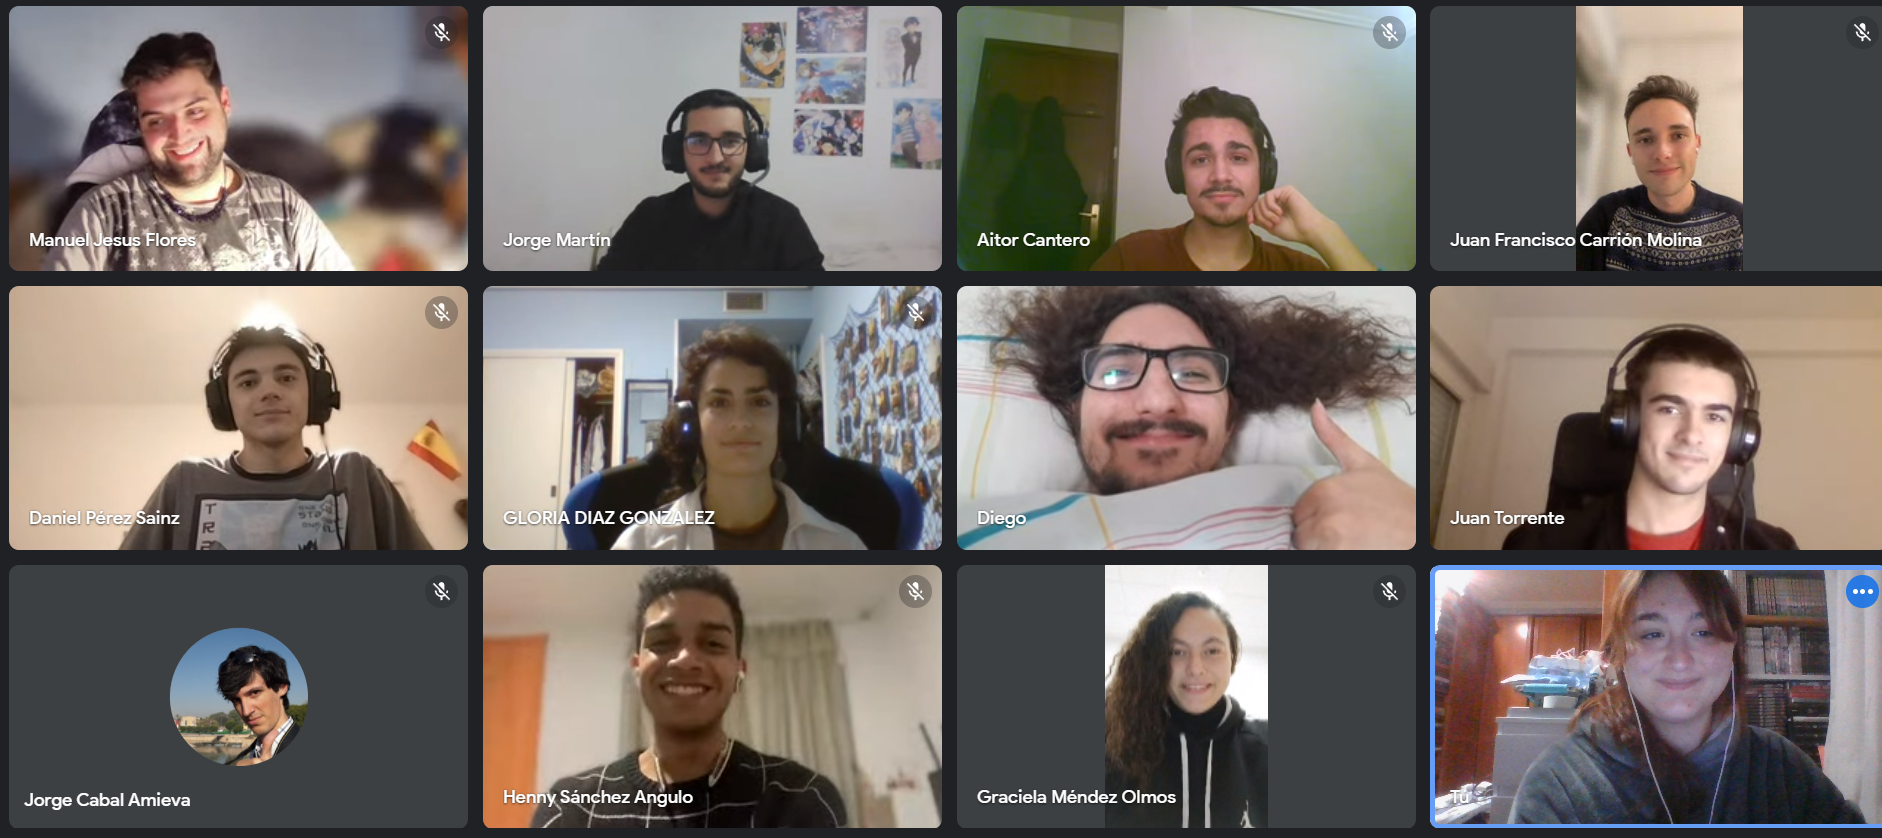 Manuel Jesus Flores
Jorge Martín
Aitor Cantero
Juan Francisco Carrión Molina
Daniel Pérez Sainz
GLORIA DIAZ GONZALEZ
Diego
Juan Torrente
Jorge Cabal Amieva
Henny Sánchez Angulo
Graciela Méndez Olmos
Tú